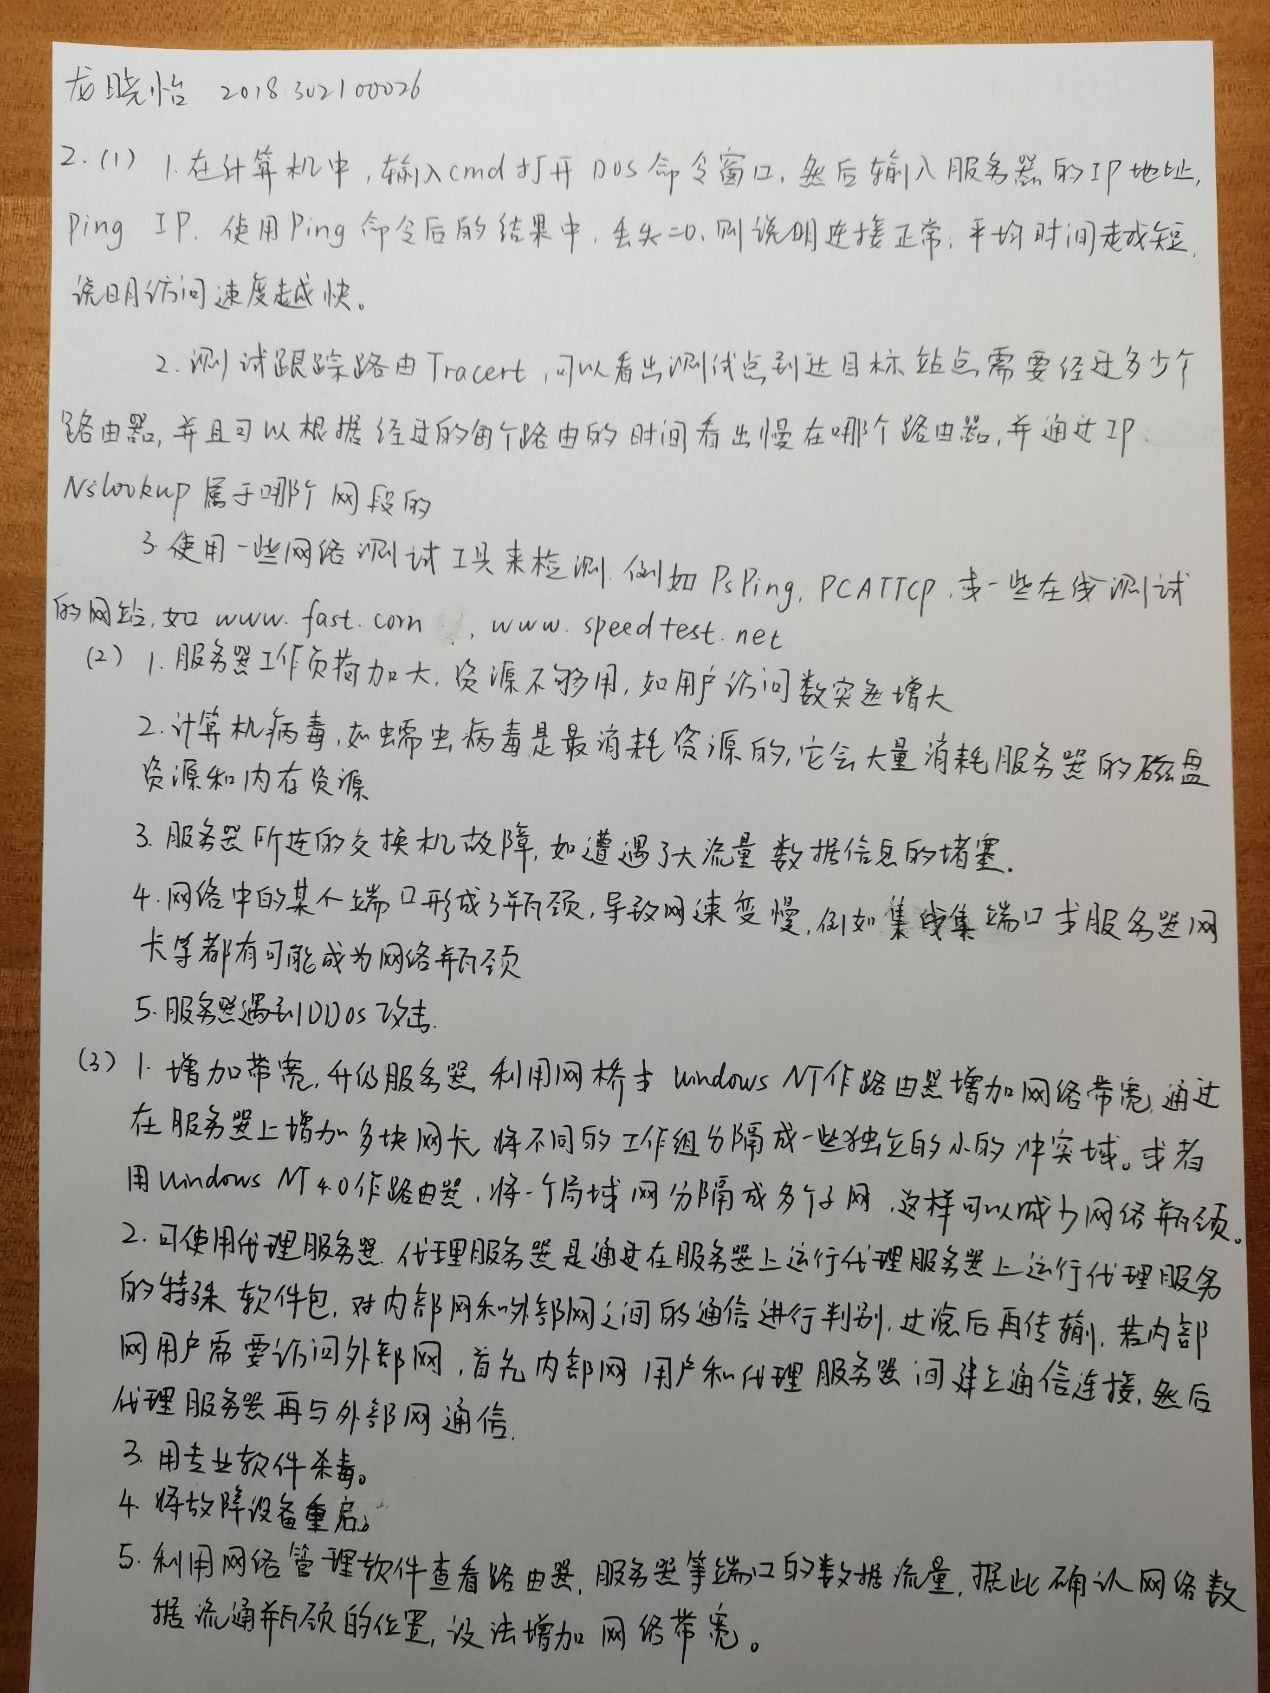 龙晓怡 2018302100026
2.(1) 1.在计算机中,输入cmd打开DOS命令窗口,然后输入服务器的IP地址,
Ping IP. 使用Ping命令后的结果中,丢失=0,则说明连接正常,平均时间越短,
说明访问速度越快。
2.测试跟踪路由Tracert,可以看出测试点到达目标站点需要经过多少个
路由器,并且可以根据经过的每个路由的时间看出慢在哪个路由器,并通过IP
Nslookup属于哪个网段的
3.使用一些网络测试工具来检测.例如PsPing, PCATTCP,或一些在线测试
的网站,如www.fast.com , www.speedtest.net
(2) 1.服务器工作负荷加大,资源不够用,如用户访问数突然增大
2.计算机病毒,如蠕虫病毒是最消耗资源的,它会大量消耗服务器的磁盘
资源和内存资源
3.服务器所连的交换机故障,如遭遇了大流量数据信息的堵塞.
4.网络中的某个端口形成了瓶颈,导致网速变慢,例如集线集端口或服务器网
卡等都有可能成为网络瓶颈
5.服务器遇到DDos攻击.
(3) 1.增加带宽,升级服务器,利用网桥或Windows NT作路由器增加网络带宽,通过
在服务器上增加多块网卡,将不同的工作组分隔成一些独立的小的冲突域。或者
用Windows NT 4.0作路由器,将一个局域网分隔成多个子网,这样可以减少网络瓶颈。
2.可使用代理服务器.代理服务器是通过在服务器上运行代理服务器上运行代理服务
的特殊软件包,对内部网和外部网之间的通信进行判别,过滤后再传输,若内部
网用户需要访问外部网,首先内部网用户和代理服务器间建立通信连接,然后
代理服务器再与外部网通信.
3.用专业软件杀毒。
4.将故障设备重启。
5.利用网络管理软件查看路由器,服务器等端口的数据流量,据此确认网络数
据流通瓶颈的位置,设法增加网络带宽。